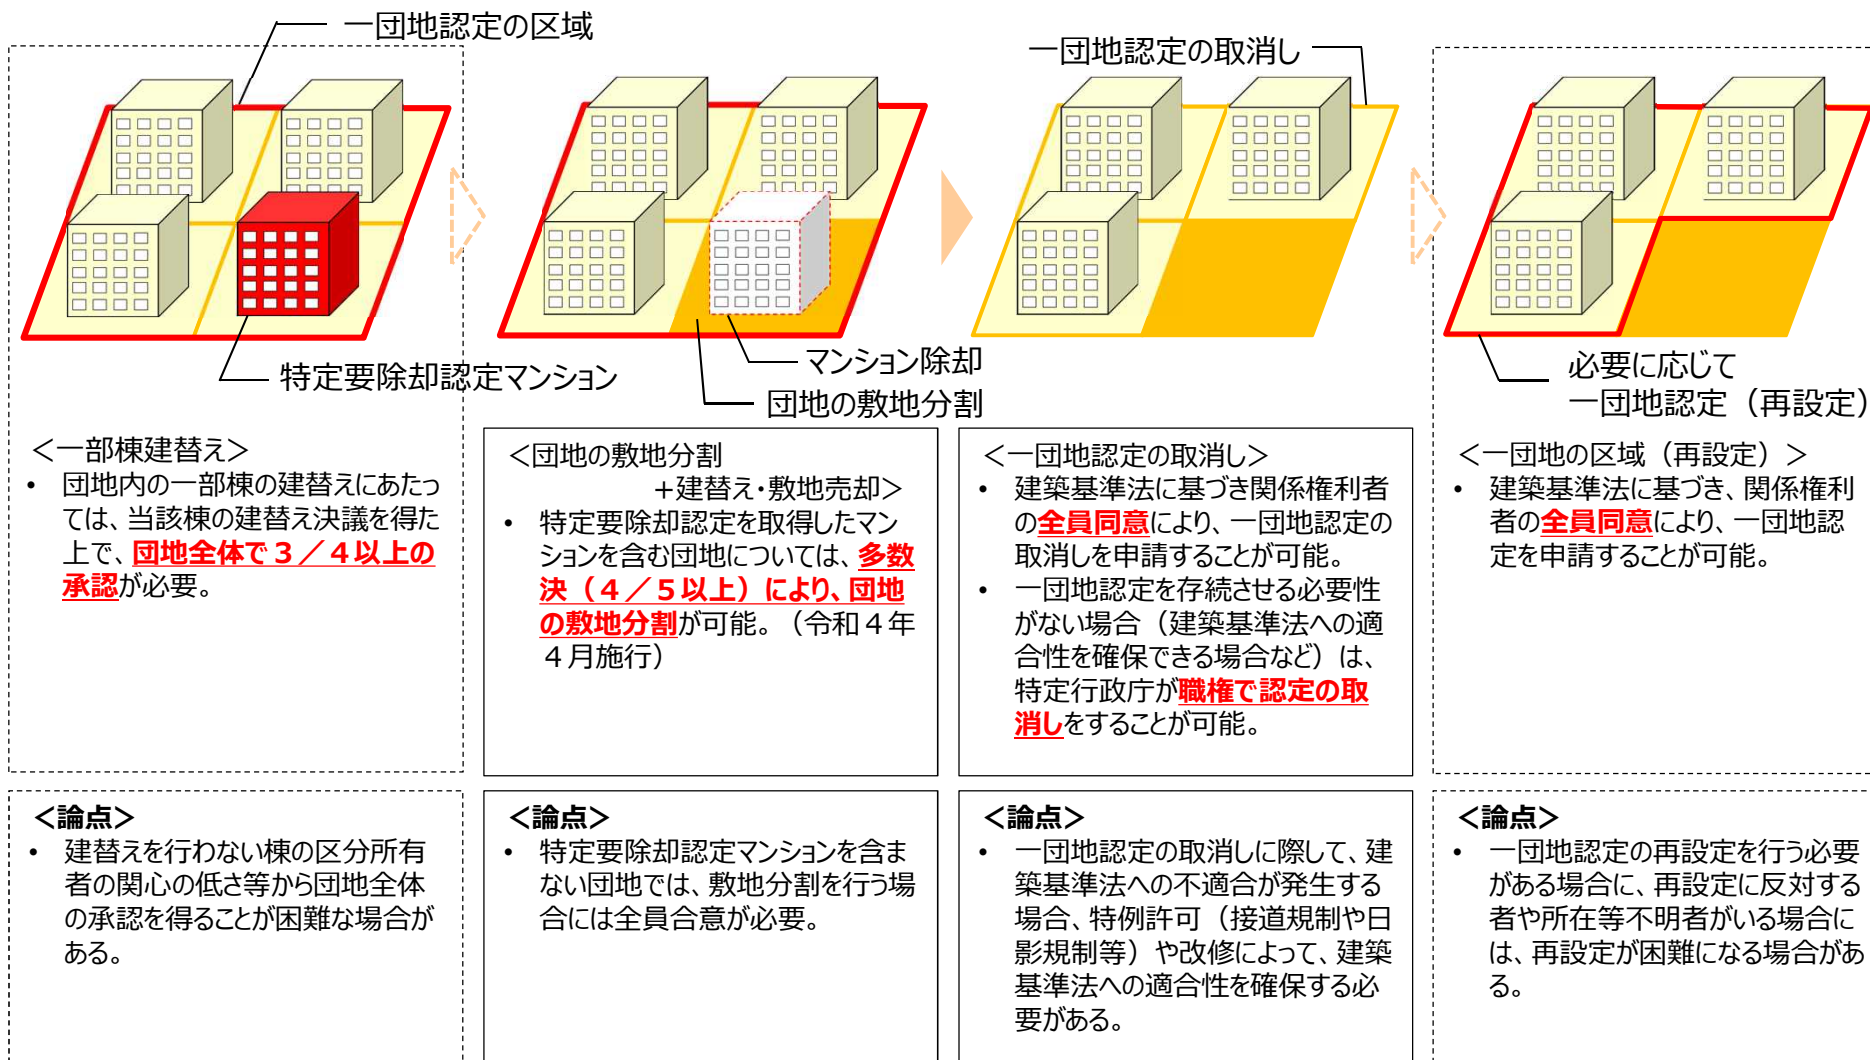 一団地認定の区域
一団地認定の取消し
特定要除却認定マンション
マンション除却
団地の敷地分割
必要に応じて
一団地認定（再設定）
＜一部棟建替え＞
• 団地内の一部棟の建替えにあたっ
ては、当該棟の建替え決議を得た
上で、団地全体で３／４以上の
承認が必要。
＜団地の敷地分割
＋建替え・敷地売却＞
• 特定要除却認定を取得したマン
ションを含む団地については、多数
決（４／５以上）により、団地
の敷地分割が可能。（令和４年
４月施行）
＜一団地認定の取消し＞
• 建築基準法に基づき関係権利者
の全員同意により、一団地認定の
取消しを申請することが可能。
• 一団地認定を存続させる必要性
がない場合（建築基準法への適
合性を確保できる場合など）は、
特定行政庁が職権で認定の取
消しをすることが可能。
＜一団地の区域（再設定）＞
• 建築基準法に基づき、関係権利
者の全員同意により、一団地認
定を申請することが可能。
＜論点＞
• 建替えを行わない棟の区分所有
者の関心の低さ等から団地全体
の承認を得ることが困難な場合が
ある。
＜論点＞
• 特定要除却認定マンションを含ま
ない団地では、敷地分割を行う場
合には全員合意が必要。
＜論点＞
• 一団地認定の取消しに際して、建
築基準法への不適合が発生する
場合、特例許可（接道規制や日
影規制等）や改修によって、建築
基準法への適合性を確保する必
要がある。
＜論点＞
• 一団地認定の再設定を行う必要
がある場合に、再設定に反対する
者や所在等不明者がいる場合に
は、再設定が困難になる場合があ
る。